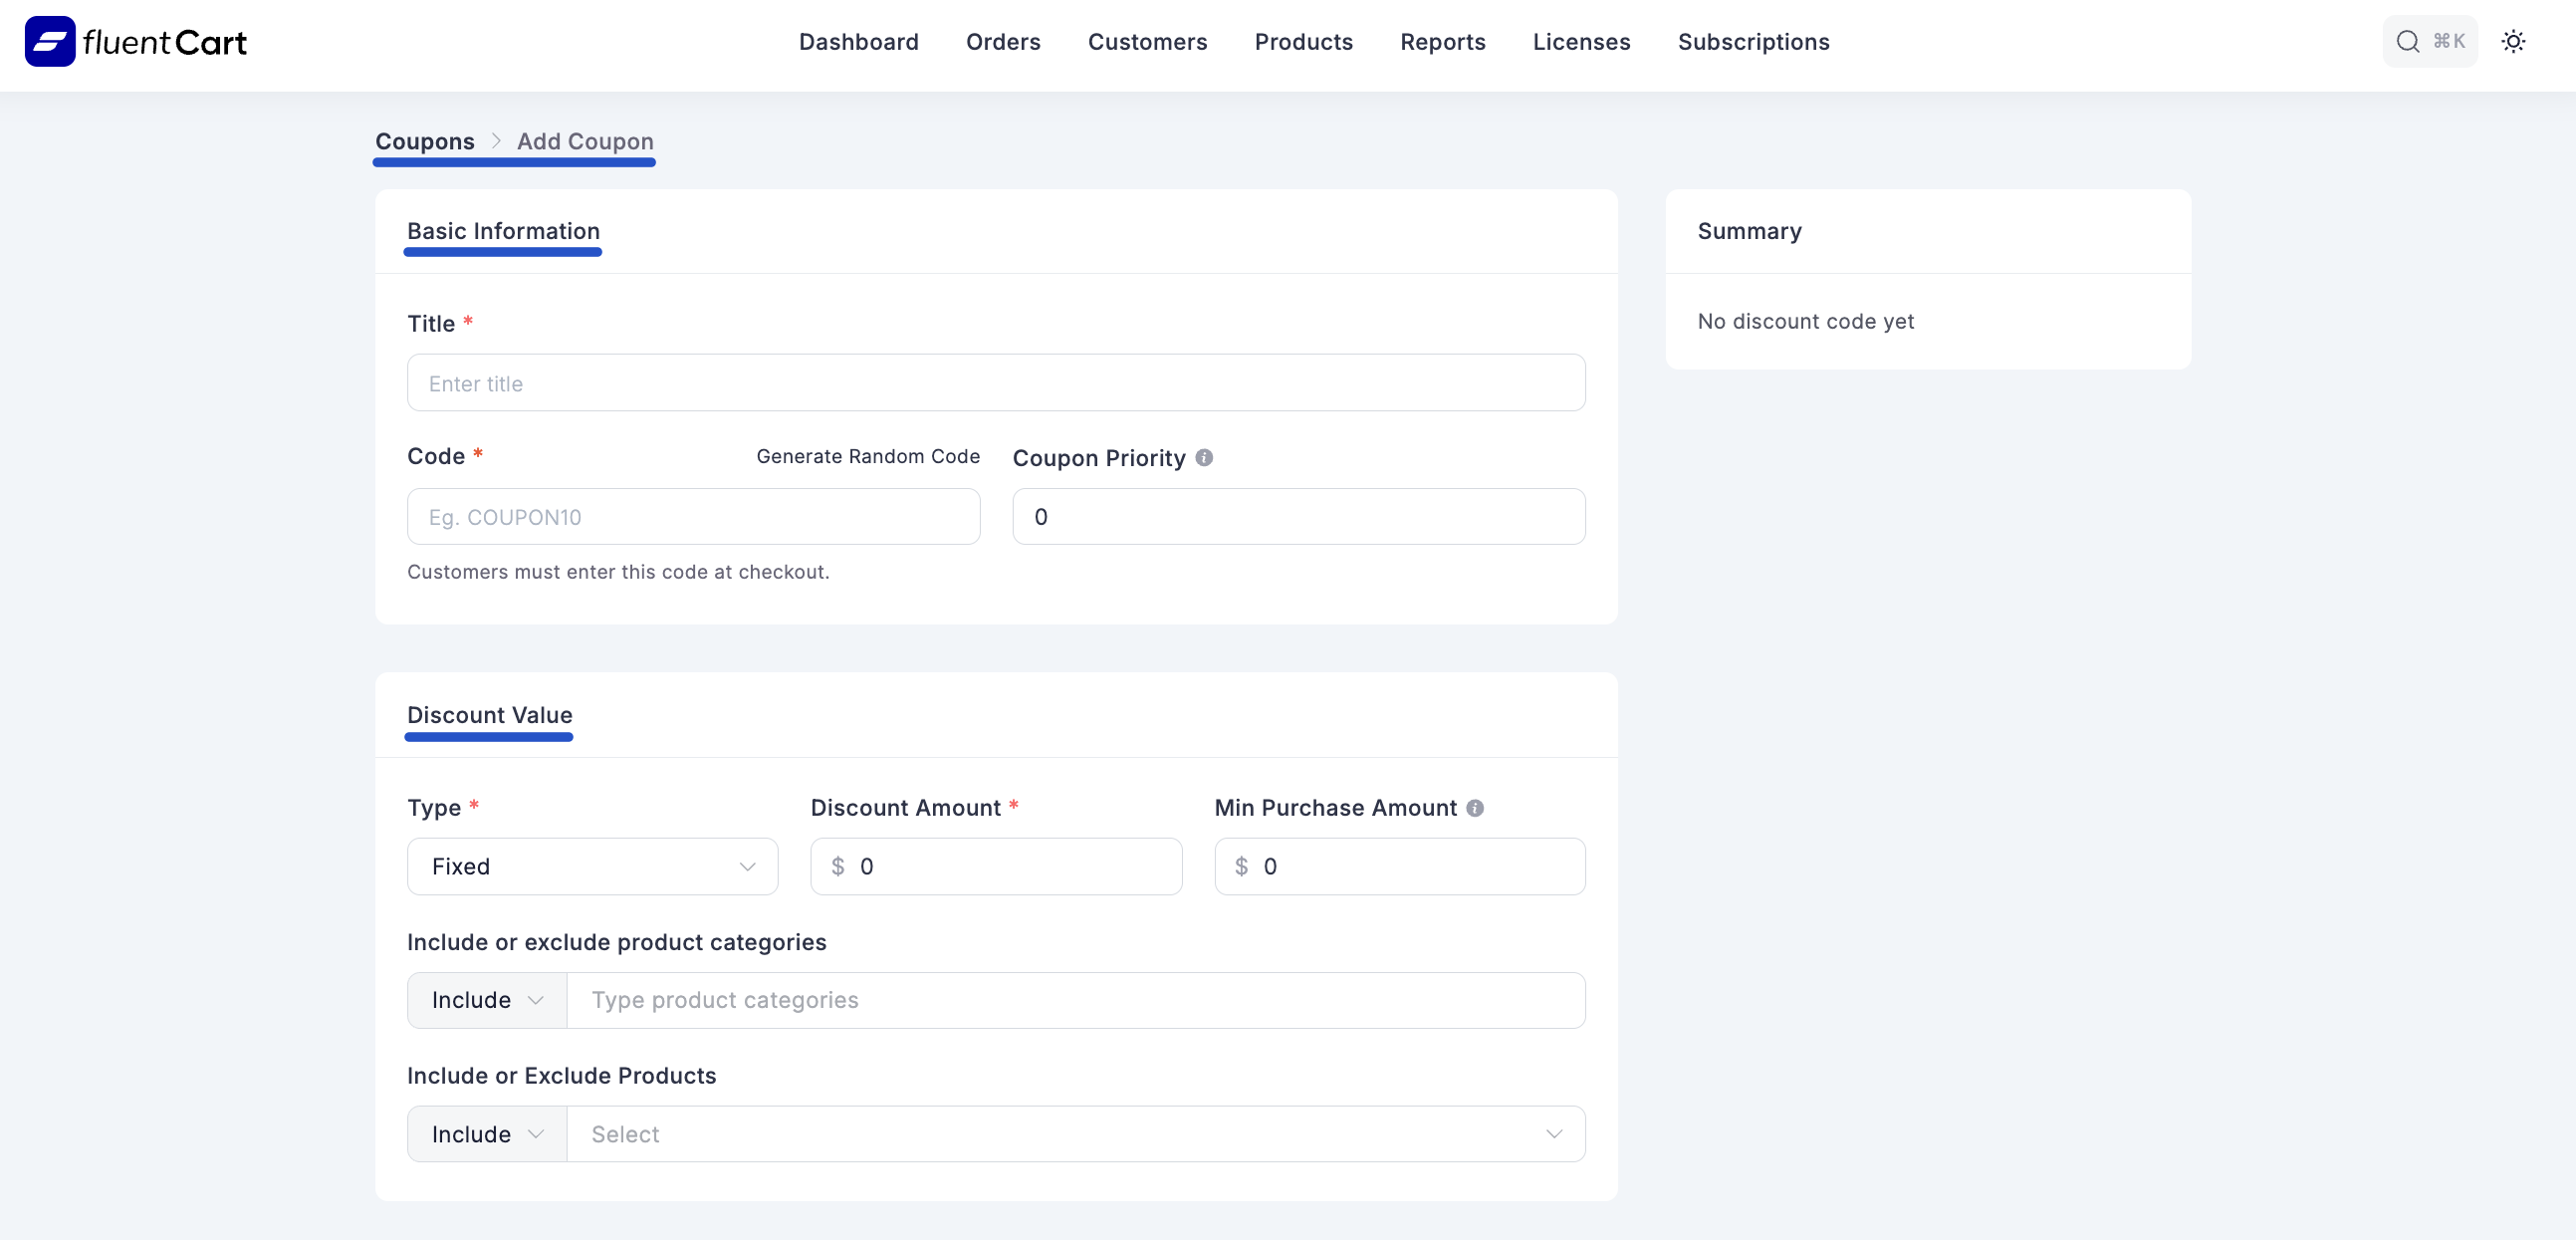 fluentCart
Dashboard Orders Customers Products Reports Licenses Subscriptions
⌘K
Coupons > Add Coupon
Basic Information
Title *
Enter title
Code *
Generate Random Code
Coupon Priority
Eg. COUPON10
0
Customers must enter this code at checkout.
Discount Value
Type *
Discount Amount *
Min Purchase Amount
Fixed
$ 0
$ 0
Include or exclude product categories
Include
Type product categories
Include or Exclude Products
Include
Select
Summary
No discount code yet